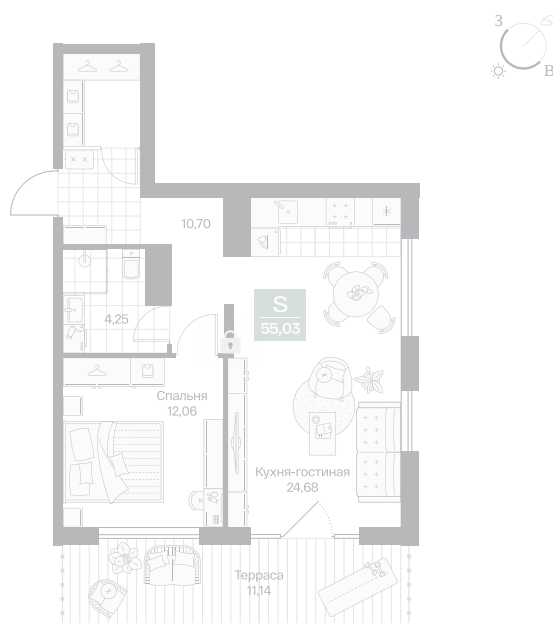 З
В
10,70
S
55,03
4,25
Спальня
12,06
Кухня-гостиная
24,68
Терраса
11,14